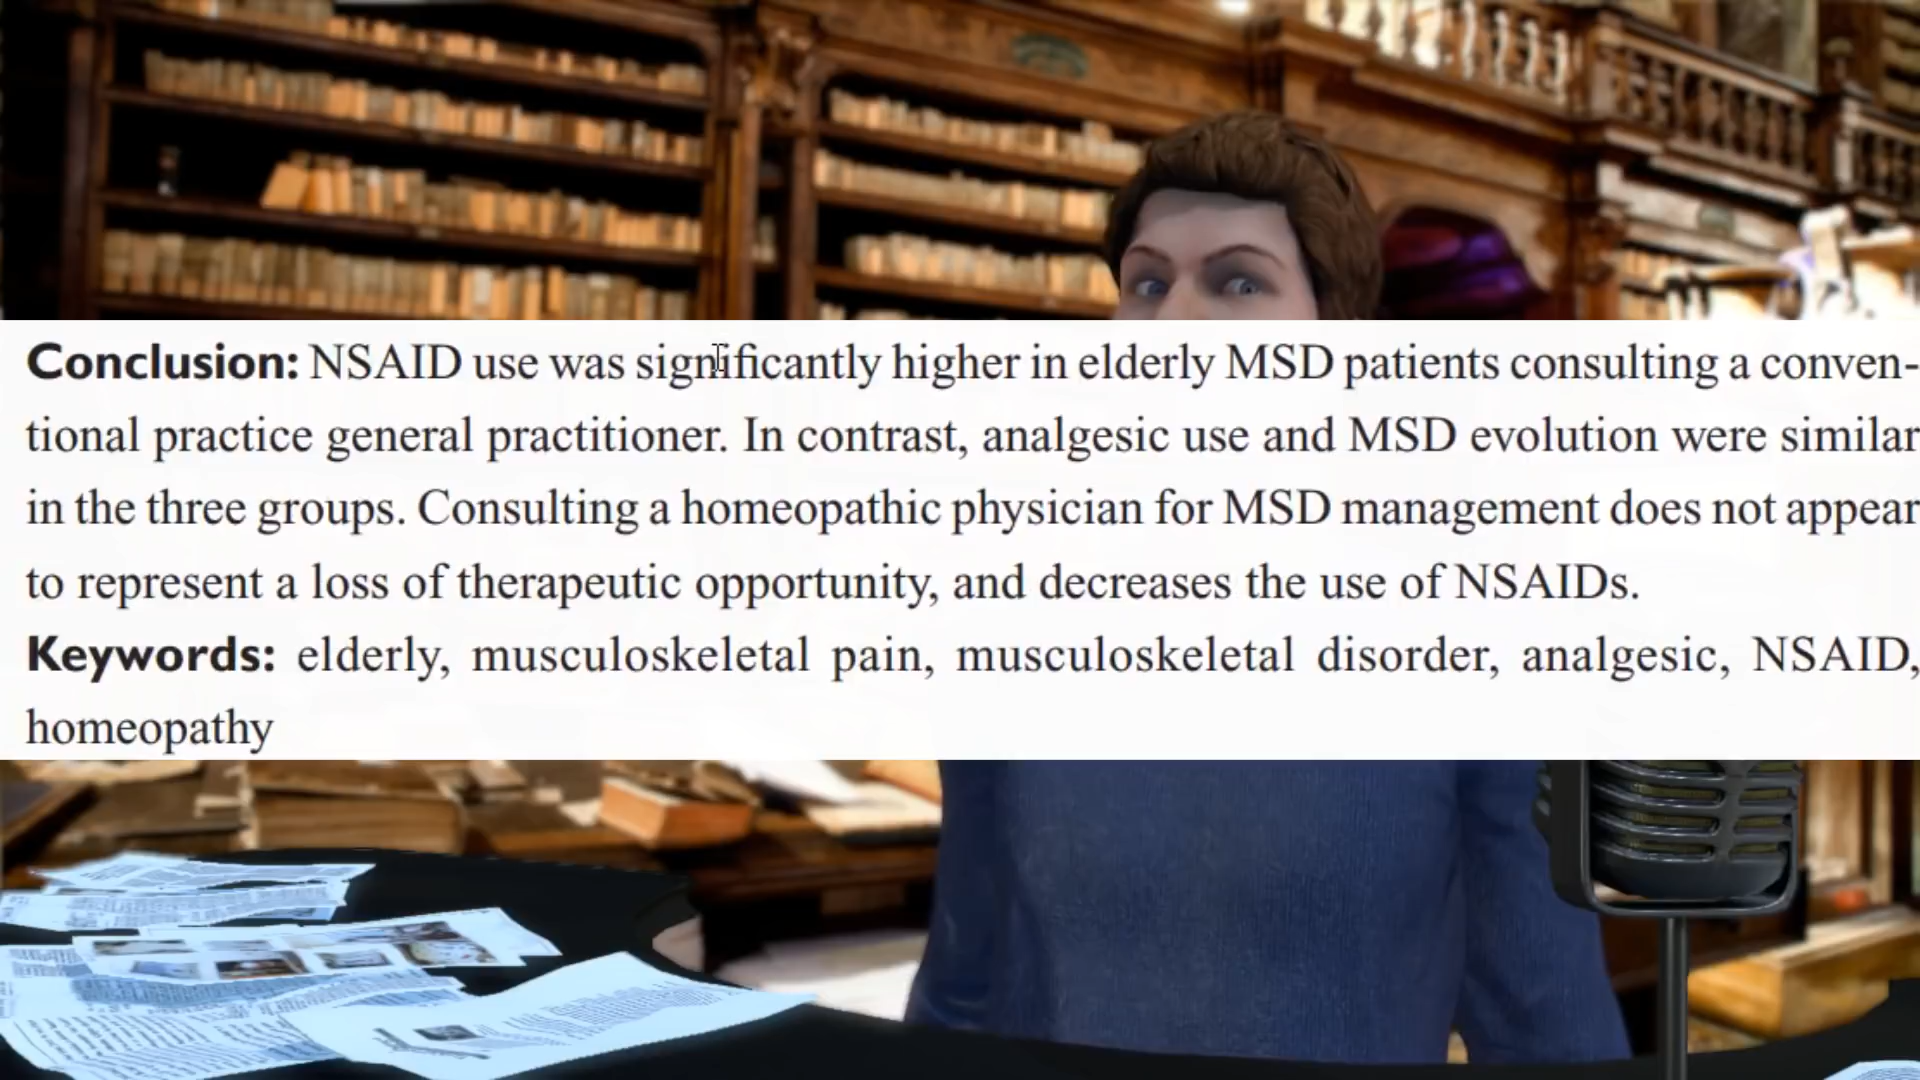 Conclusion: NSAID use was significantly higher in elderly MSD patients consulting a conven-
tional practice general practitioner. In contrast, analgesic use and MSD evolution were similar
in the three groups. Consulting a homeopathic physician for MSD management does not appear
to represent a loss of therapeutic opportunity, and decreases the use of NSAIDs.
Keywords: elderly, musculoskeletal pain, musculoskeletal disorder, analgesic, NSAID,
homeopathy